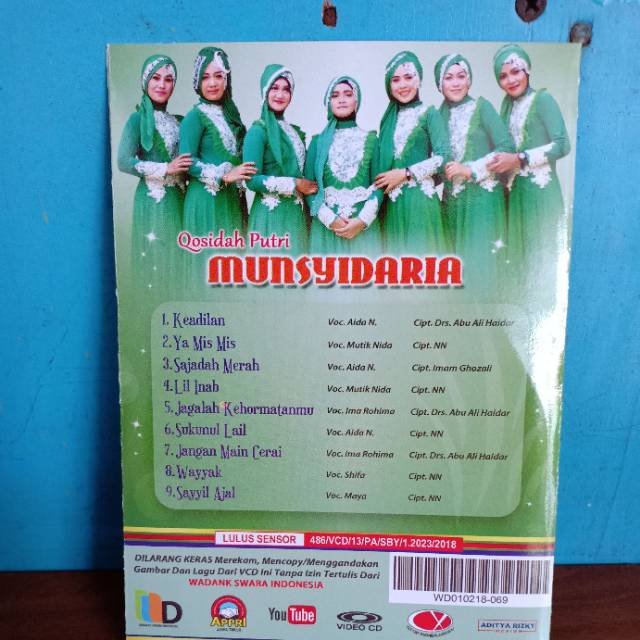 Qosidah Putri
MUNSYIDARIA
1. Keadilan Voc. Aida N. Cipt. Drs. Abu Ali Haidar
2. Ya Mis Mis Voc. Mutik Nida Cipt. NN
3. Sajadah Merah Voc. Aida N. Cipt. Imam Ghozali
4. Lil Inab Voc. Mutik Nida Cipt. NN
5. Jagalah Kehormatanmu Voc. Ima Rohima Cipt. Drs. Abu Ali Haidar
6. Sukunul Lail Voc. Aida N. Cipt. NN
7. Jangan Main Cerai Voc. Ima Rohima Cipt. Drs. Abu Ali Haidar
8. Wayyak Voc. Shifa Cipt. NN
9. Sayyil Ajal Voc. Maya Cipt. NN
LULUS SENSOR 486/VCD/13/PA/SBY/1.2023/2018
DILARANG KERAS Merekam, Mencopy/Menggandakan
Gambar Dan Lagu Dari VCD Ini Tanpa Izin Tertulis Dari
WADANK SWARA INDONESIA
WD010218-069
APPRI
YouTube
VIDEO CD
ADITYA RIZKY